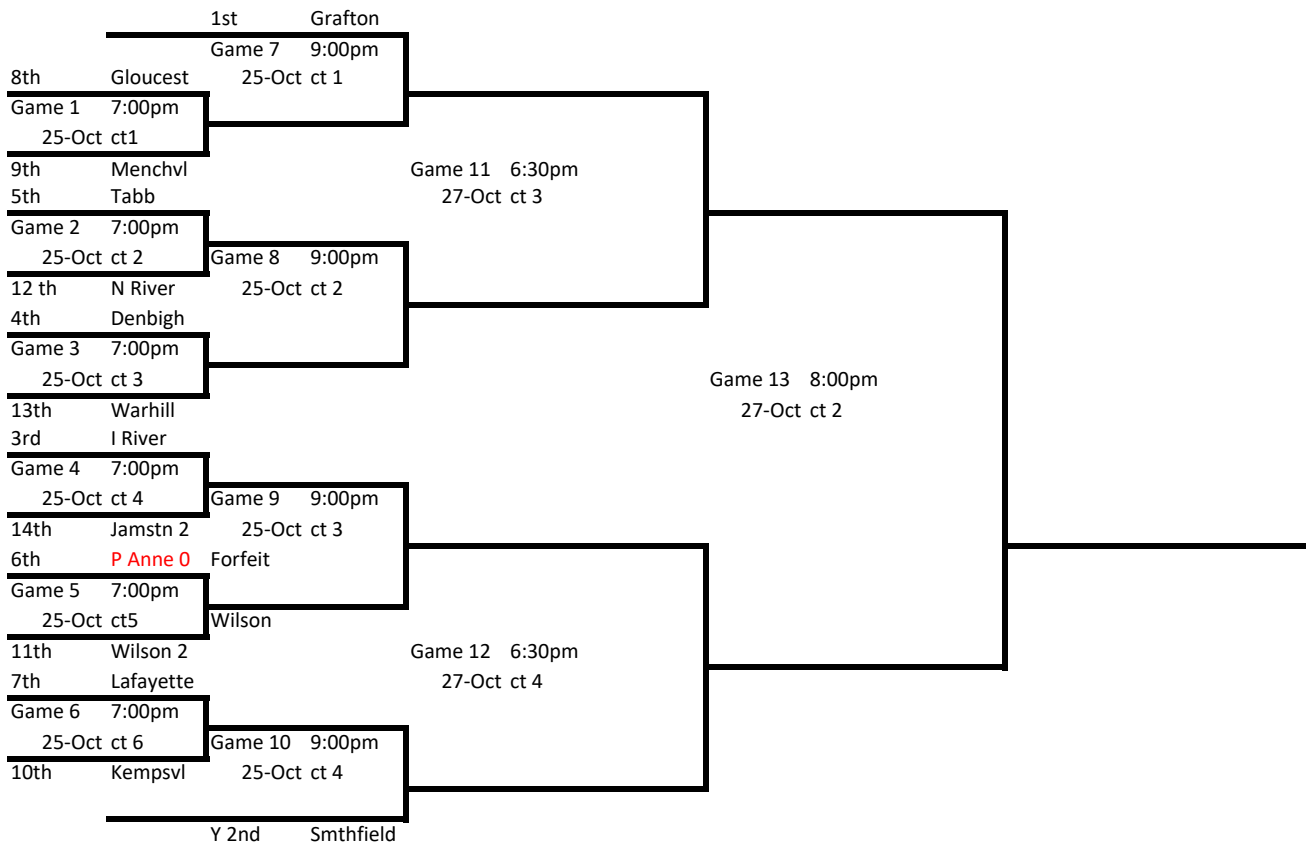 1st Grafton
Game 7 9:00pm
8th Gloucest 25-Oct ct 1
Game 1 7:00pm
25-Oct ct1
9th Menchvl Game 11 6:30pm
5th Tabb 27-Oct ct 3
Game 2 7:00pm
25-Oct ct 2 Game 8 9:00pm
12 th N River 25-Oct ct 2
4th Denbigh
Game 3 7:00pm
25-Oct ct 3 Game 13 8:00pm
13th Warhill 27-Oct ct 2
3rd I River
Game 4 7:00pm
25-Oct ct 4 Game 9 9:00pm
14th Jamstn 2 25-Oct ct 3
6th P Anne 0 Forfeit
Game 5 7:00pm
25-Oct ct5 Wilson
11th Wilson 2 Game 12 6:30pm
7th Lafayette 27-Oct ct 4
Game 6 7:00pm
25-Oct ct 6 Game 10 9:00pm
10th Kempsvl 25-Oct ct 4
Y 2nd Smthfield